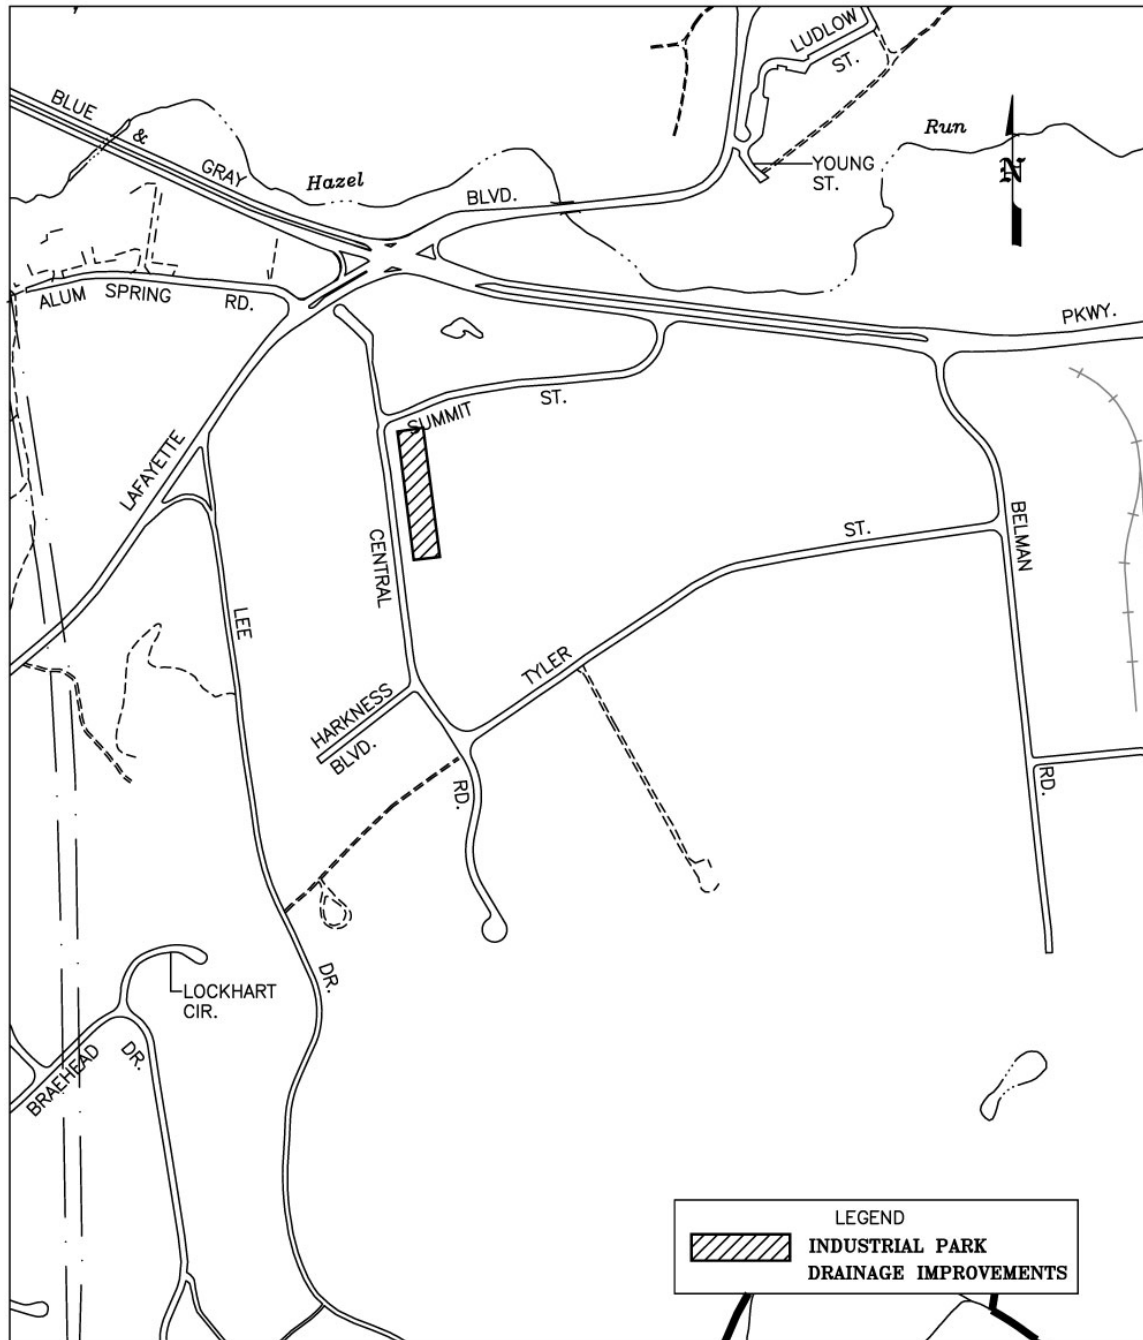 LUDLOW
ST.
BLUE
&
GRAY
Hazel
Run
N
YOUNG
ST.
BLVD.
ALUM SPRING RD.
PKWY.
SUMMIT
ST.
LAFAYETTE
CENTRAL
BELMAN
ST.
LEE
TYLER
HARKNESS
BLVD.
RD.
RD.
DR.
LOCKHART
CIR.
BRAEHEAD
DR.
LEGEND
INDUSTRIAL PARK
DRAINAGE IMPROVEMENTS